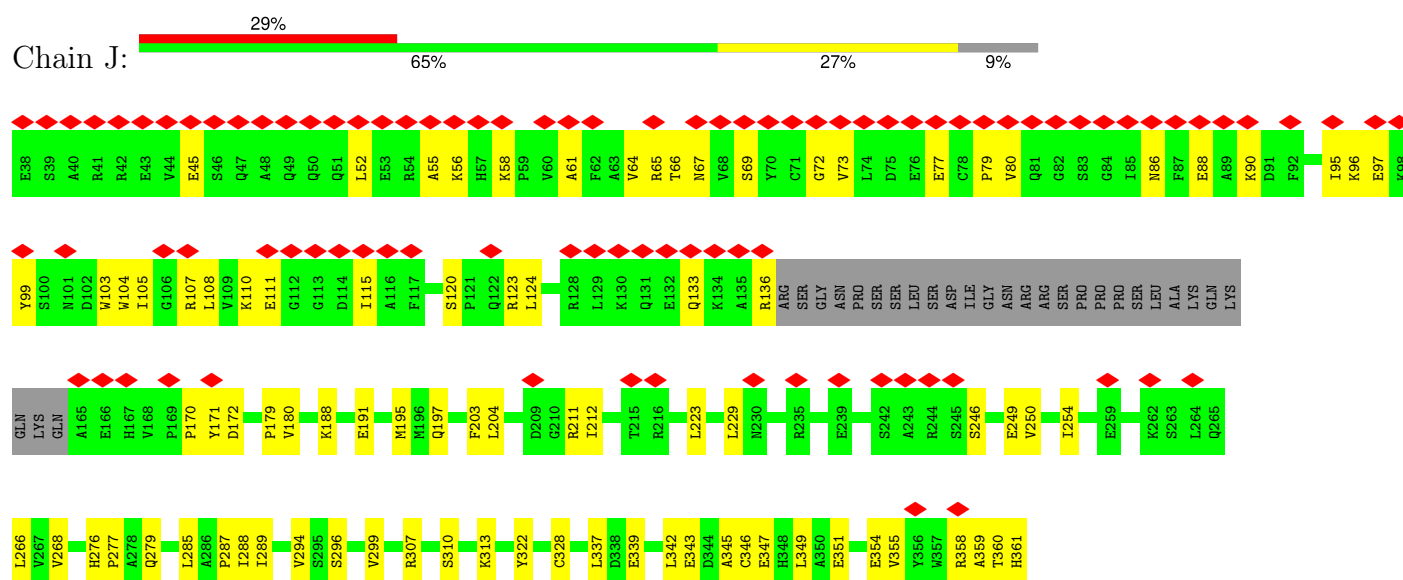 29%
Chain J:
65% 27% 9%
E38 S39 A40 R41 R42 E43 V44 E45 S46 Q47 A48 Q49 Q50 Q51 L52 E53 R54 A55 K56 H57 K58 P59 V60 A61 F62 A63 V64 R65 T66 N67 V68 S69 Y70 C71 G72 V73 L74 D75 E76 E77 C78 P79 V80 Q81 G82 S83 G84 I85 N86 F87 E88 A89 K90 D91 F92 I95 K96 E97 K98
Y99 S100 N101 D102 W103 W104 I105 G106 R107 L108 V109 K110 E111 G112 G113 D114 I115 A116 F117 S120 P121 Q122 R123 L124 R128 L129 K130 Q131 E132 Q133 K134 A135 R136 ARG SER GLY ASN PRO SER SER LEU SER ASP ILE GLY ASN ARG ARG SER PRO PRO PRO SER LEU ALA LYS GLN LYS
GLN LYS GLN A165 E166 H167 V168 P169 P170 Y171 D172 P179 V180 K188 E191 M195 M196 Q197 F203 L204 D209 G210 R211 I212 T215 R216 L223 L229 N230 R235 E239 S242 A243 R244 S245 S246 E249 V250 I254 E259 K262 S263 L264 Q265
L266 V267 V268 H276 P277 A278 Q279 L285 A286 P287 I288 I289 V294 S295 S296 V299 R307 S310 K313 Y322 C328 L337 D338 E339 L342 E343 D344 A345 C346 E347 H348 L349 A350 E351 E354 V355 Y356 W357 R358 A359 T360 H361